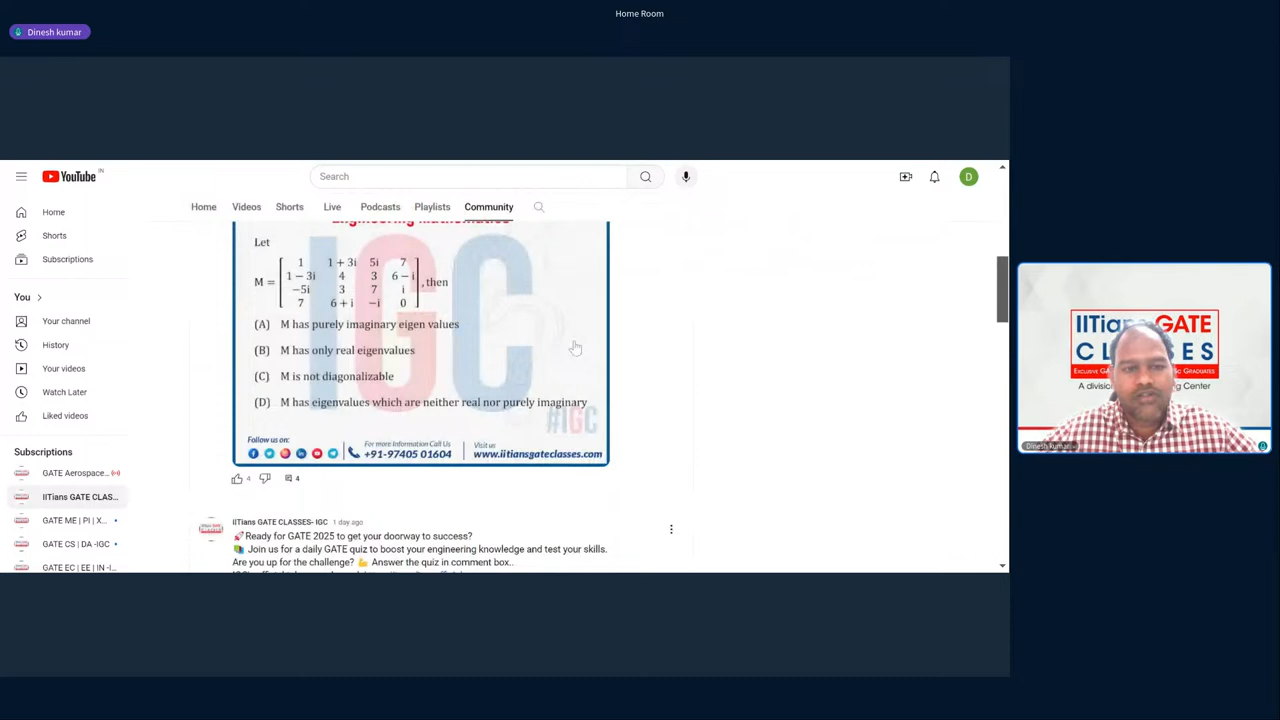 Home Room
Dinesh kumar
YouTube IN
Search
D
Home
Videos
Shorts
Live
Podcasts
Playlists
Community
Home
Shorts
Subscriptions
You
Your channel
History
Your videos
Watch Later
Liked videos
Subscriptions
GATE Aerospace...
IITians GATE CLAS...
GATE ME | PI | X...
GATE CS | DA -IGC
GATE EC | EE | IN -I...
Engineering Mathematics
IGC
Let
M = [ 1 1 + 3i 5i 7
1 − 3i 4 3 6 − i
−5i 3 7 i
7 6 + i −i 0 ], then
(A) M has purely imaginary eigen values
(B) M has only real eigenvalues
(C) M is not diagonalizable
(D) M has eigenvalues which are neither real nor purely imaginary
#IGC
Follow us on:
For more Information Call Us
+91-97405 01604
Visit us
www.iitiansgateclasses.com
4
4
IITians GATE CLASSES- IGC 1 day ago
🚀Ready for GATE 2025 to get your doorway to success?
📚 Join us for a daily GATE quiz to boost your engineering knowledge and test your skills.
Are you up for the challenge? 💪 Answer the quiz in comment box..
IITians GATE
CLASSES
Dinesh kumar